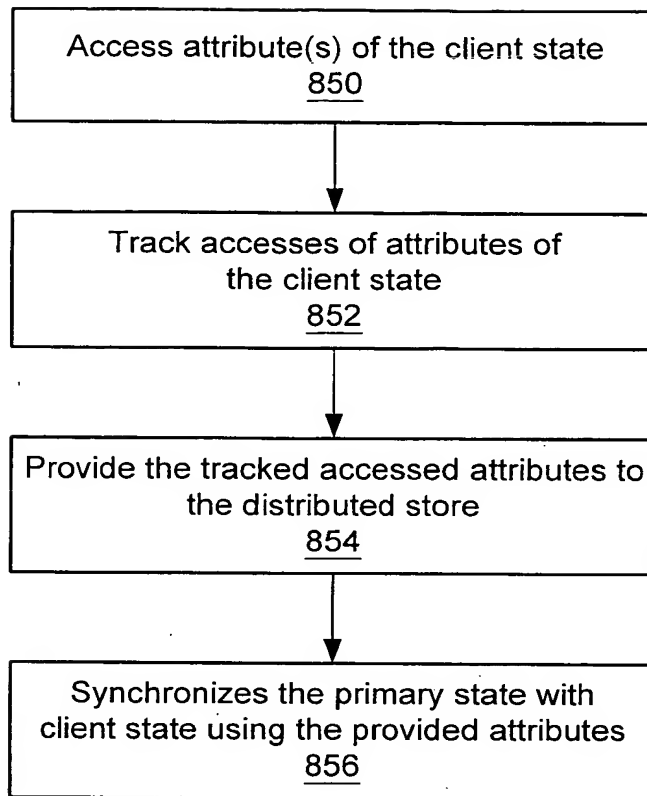 Access attribute(s) of the client state
850
Track accesses of attributes of
the client state
852
Provide the tracked accessed attributes to
the distributed store
854
Synchronizes the primary state with
client state using the provided attributes
856